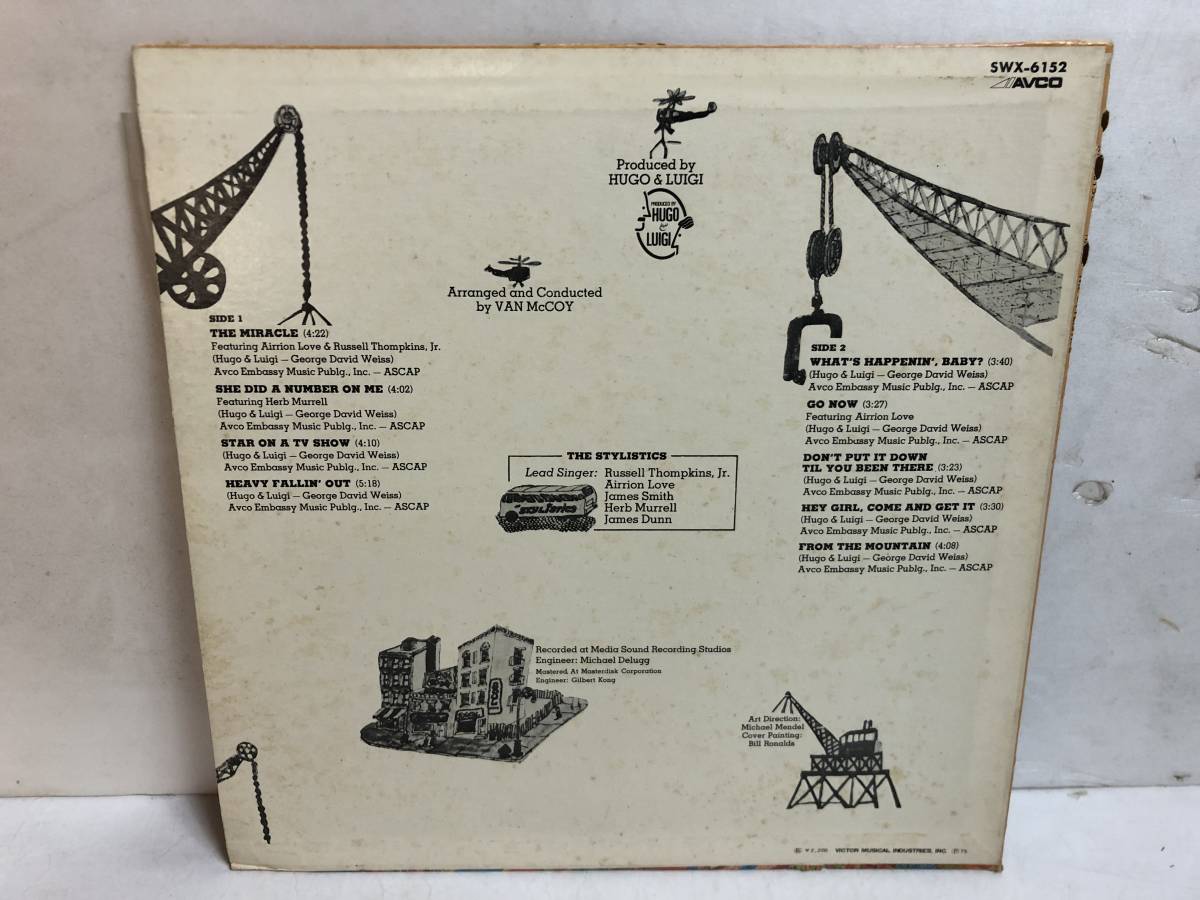 SWX-6152
AVCO
Produced by
HUGO & LUIGI
PRODUCED BY
HUGO
&
LUIGI
Arranged and Conducted
by VAN McCOY
SIDE 1
THE MIRACLE (4:22)
Featuring Airrion Love & Russell Thompkins, Jr.
(Hugo & Luigi — George David Weiss)
Avco Embassy Music Publg., Inc. — ASCAP
SHE DID A NUMBER ON ME (4:02)
Featuring Herb Murrell
(Hugo & Luigi — George David Weiss)
Avco Embassy Music Publg., Inc. — ASCAP
STAR ON A TV SHOW (4:10)
(Hugo & Luigi — George David Weiss)
Avco Embassy Music Publg., Inc. — ASCAP
HEAVY FALLIN' OUT (5:18)
(Hugo & Luigi — George David Weiss)
Avco Embassy Music Publg., Inc. — ASCAP
SIDE 2
WHAT'S HAPPENIN', BABY? (3:40)
(Hugo & Luigi — George David Weiss)
Avco Embassy Music Publg., Inc. — ASCAP
GO NOW (3:27)
Featuring Airrion Love
(Hugo & Luigi — George David Weiss)
Avco Embassy Music Publg., Inc. — ASCAP
DON'T PUT IT DOWN
TIL YOU BEEN THERE (3:23)
(Hugo & Luigi — George David Weiss)
Avco Embassy Music Publg., Inc. — ASCAP
HEY GIRL, COME AND GET IT (3:30)
(Hugo & Luigi — George David Weiss)
Avco Embassy Music Publg., Inc. — ASCAP
FROM THE MOUNTAIN (4:08)
(Hugo & Luigi — George David Weiss)
Avco Embassy Music Publg., Inc. — ASCAP
THE STYLISTICS
Lead Singer: Russell Thompkins, Jr.
Airrion Love
James Smith
Herb Murrell
James Dunn
STYLISTICS
Recorded at Media Sound Recording Studios
Engineer: Michael Delugg
Mastered At Masterdisk Corporation
Engineer: Gilbert Kong
Art Direction:
Michael Mendel
Cover Painting:
Bill Ronalds
¥2,200 VICTOR MUSICAL INDUSTRIES, INC.